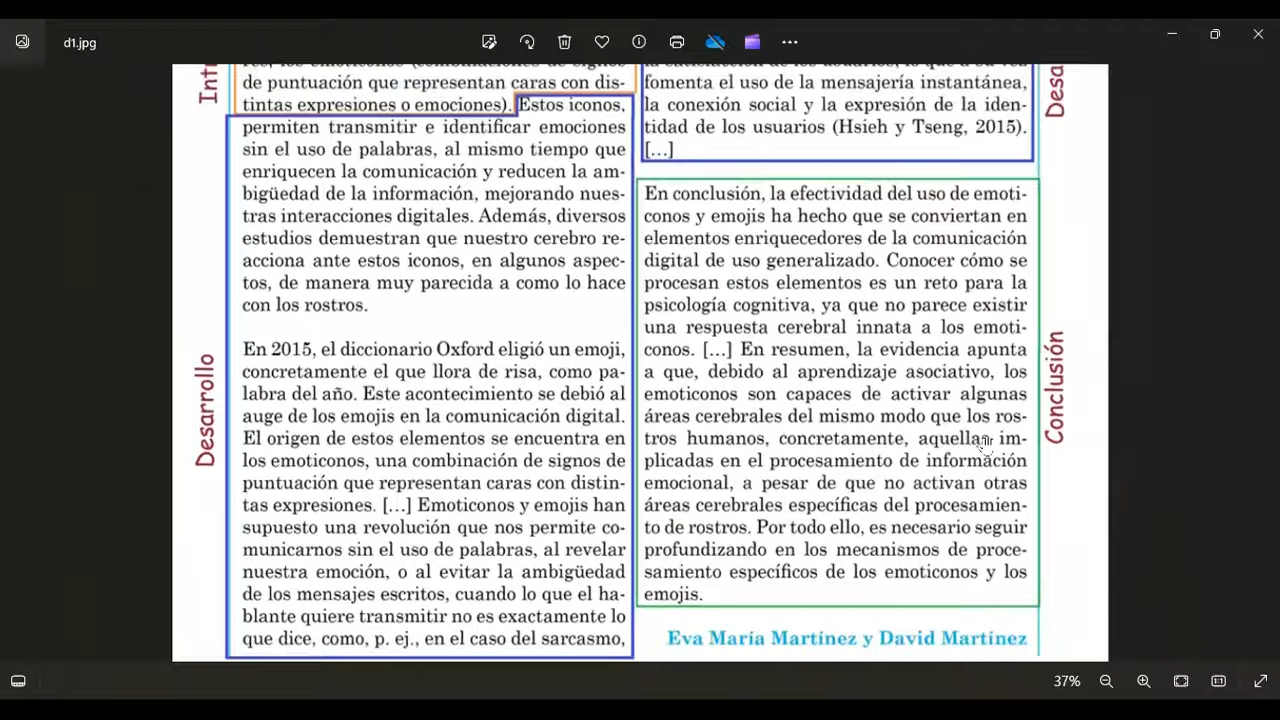 d1.jpg
Intr
de puntuación que representan caras con dis-
tintas expresiones o emociones). Estos iconos,
permiten transmitir e identificar emociones
sin el uso de palabras, al mismo tiempo que
enriquecen la comunicación y reducen la am-
bigüedad de la información, mejorando nues-
tras interacciones digitales. Además, diversos
estudios demuestran que nuestro cerebro re-
acciona ante estos iconos, en algunos aspec-
tos, de manera muy parecida a como lo hace
con los rostros.
Desarrollo
En 2015, el diccionario Oxford eligió un emoji,
concretamente el que llora de risa, como pa-
labra del año. Este acontecimiento se debió al
auge de los emojis en la comunicación digital.
El origen de estos elementos se encuentra en
los emoticonos, una combinación de signos de
puntuación que representan caras con distin-
tas expresiones. [...] Emoticonos y emojis han
supuesto una revolución que nos permite co-
municarnos sin el uso de palabras, al revelar
nuestra emoción, o al evitar la ambigüedad
de los mensajes escritos, cuando lo que el ha-
blante quiere transmitir no es exactamente lo
que dice, como, p. ej., en el caso del sarcasmo,
fomenta el uso de la mensajería instantánea,
la conexión social y la expresión de la iden-
tidad de los usuarios (Hsieh y Tseng, 2015).
[...]
Desa
En conclusión, la efectividad del uso de emoti-
conos y emojis ha hecho que se conviertan en
elementos enriquecedores de la comunicación
digital de uso generalizado. Conocer cómo se
procesan estos elementos es un reto para la
psicología cognitiva, ya que no parece existir
una respuesta cerebral innata a los emoti-
conos. [...] En resumen, la evidencia apunta
a que, debido al aprendizaje asociativo, los
emoticonos son capaces de activar algunas
áreas cerebrales del mismo modo que los ros-
tros humanos, concretamente, aquellas im-
plicadas en el procesamiento de información
emocional, a pesar de que no activan otras
áreas cerebrales específicas del procesamien-
to de rostros. Por todo ello, es necesario seguir
profundizando en los mecanismos de proce-
samiento específicos de los emoticonos y los
emojis.
Conclusión
Eva María Martínez y David Martínez
37%